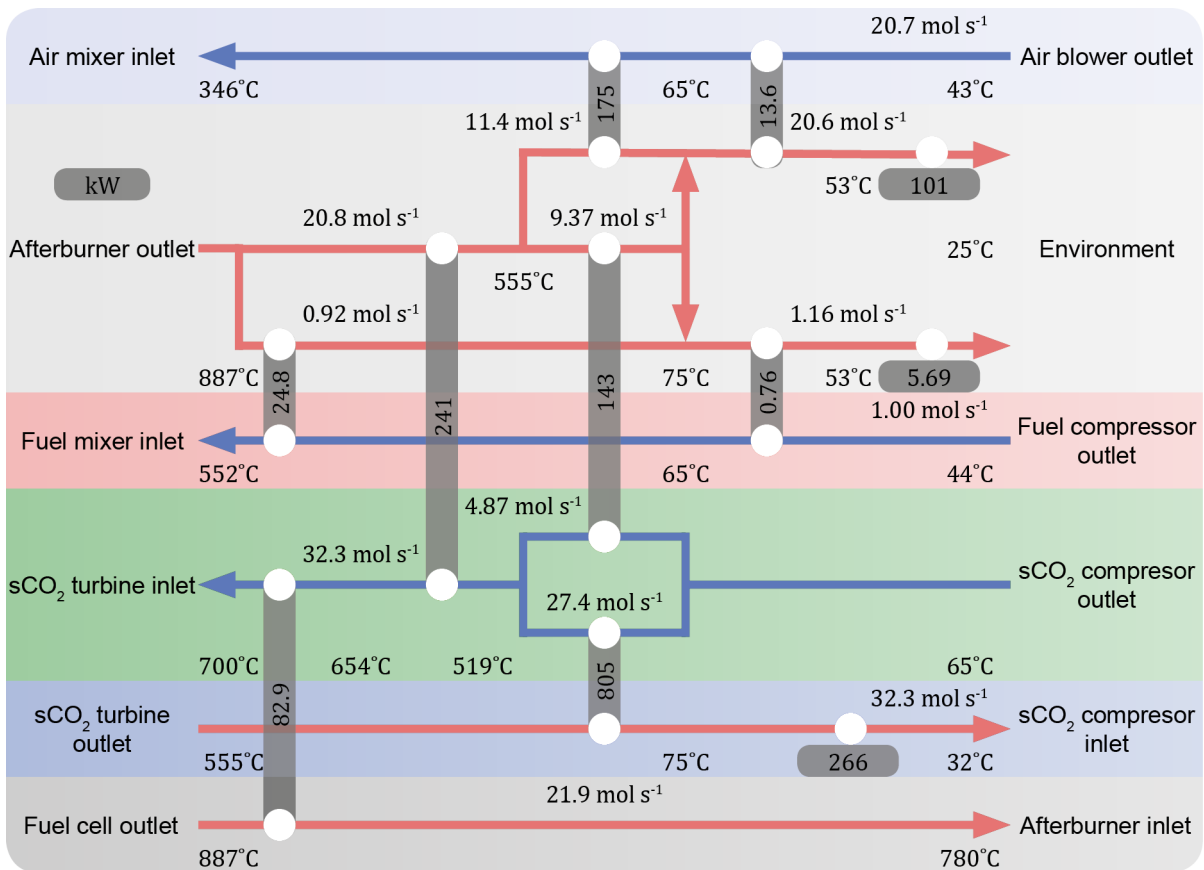 20.7 mol s⁻¹
Air mixer inlet
Air blower outlet
346°C
175
65°C
13.6
43°C
11.4 mol s⁻¹
20.6 mol s⁻¹
kW
53°C
101
20.8 mol s⁻¹
9.37 mol s⁻¹
Afterburner outlet
555°C
25°C
Environment
0.92 mol s⁻¹
1.16 mol s⁻¹
887°C
24.8
241
143
75°C
0.76
53°C
5.69
1.00 mol s⁻¹
Fuel mixer inlet
Fuel compressor
outlet
552°C
65°C
44°C
4.87 mol s⁻¹
32.3 mol s⁻¹
sCO₂ turbine inlet
27.4 mol s⁻¹
sCO₂ compresor
outlet
700°C
654°C
519°C
805
65°C
82.9
32.3 mol s⁻¹
sCO₂ turbine
outlet
sCO₂ compresor
inlet
555°C
75°C
266
32°C
21.9 mol s⁻¹
Fuel cell outlet
Afterburner inlet
887°C
780°C